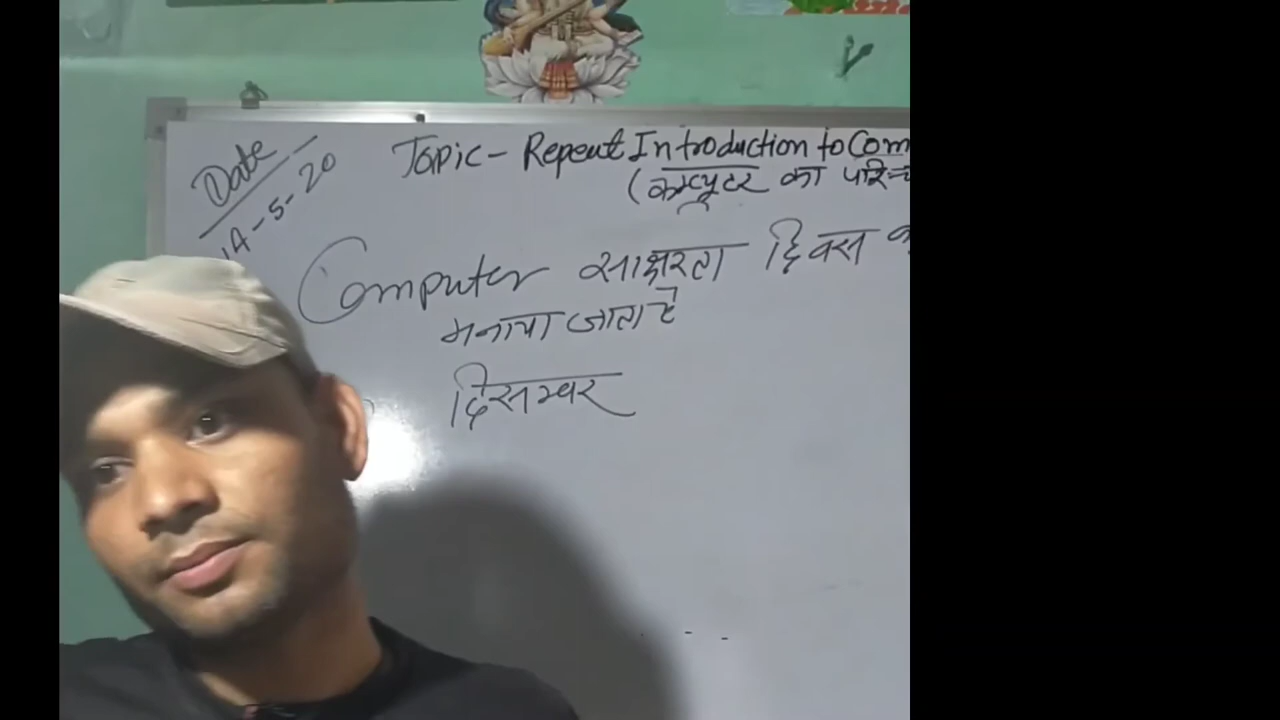 Date
14-5-20
Topic - Repeat Introduction to Com
(कम्प्यूटर का परिच
Computer साक्षरता दिवस क
मनाया जाता है
दिसम्बर